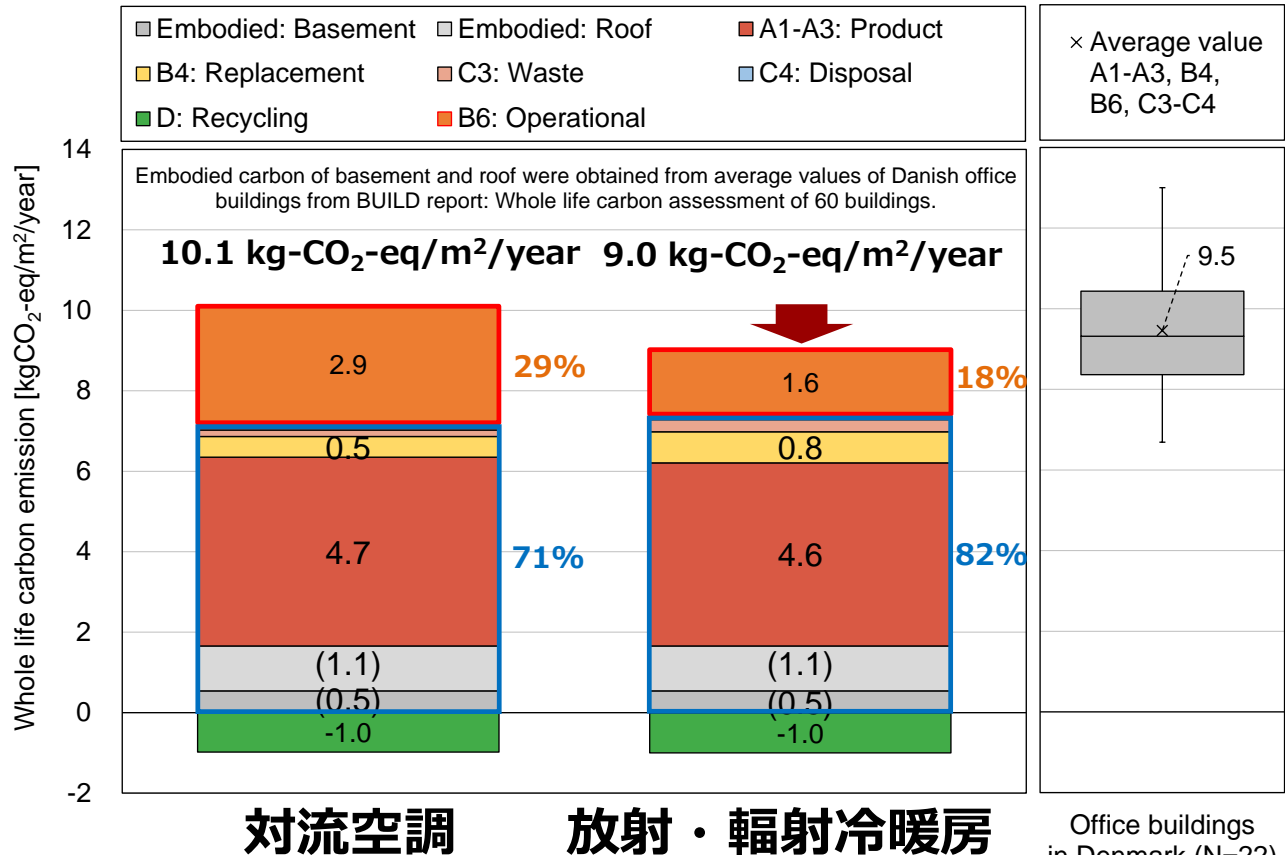 Embodied: Basement
Embodied: Roof
A1-A3: Product
B4: Replacement
C3: Waste
C4: Disposal
D: Recycling
B6: Operational
× Average value
A1-A3, B4,
B6, C3-C4
Whole life carbon emission [kgCO₂-eq/m²/year]
14
12
10
8
6
4
2
0
-2
Embodied carbon of basement and roof were obtained from average values of Danish office
buildings from BUILD report: Whole life carbon assessment of 60 buildings.
10.1 kg-CO₂-eq/m²/year
9.0 kg-CO₂-eq/m²/year
2.9
29%
0.5
4.7
71%
(1.1)
(0.5)
-1.0
1.6
18%
0.8
4.6
82%
(1.1)
(0.5)
-1.0
9.5
対流空調
放射・輻射冷暖房
Office buildings
in Denmark (N=22)